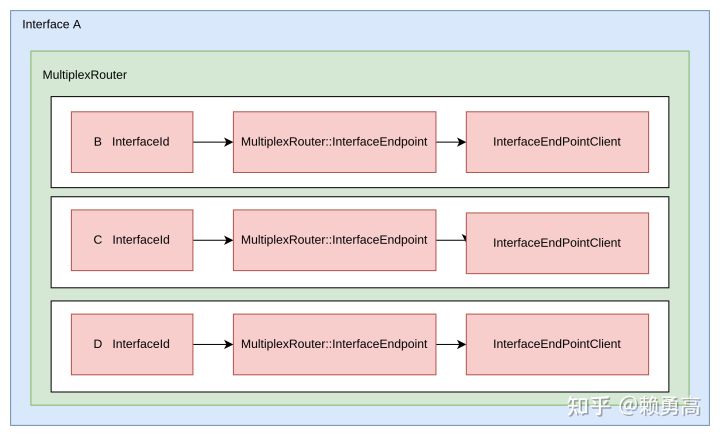 Interface A
MultiplexRouter
B InterfaceId
MultiplexRouter::InterfaceEndpoint
InterfaceEndPointClient
C InterfaceId
MultiplexRouter::InterfaceEndpoint
InterfaceEndPointClient
D InterfaceId
MultiplexRouter::InterfaceEndpoint
InterfaceEndPointClient
知乎 @赖勇高